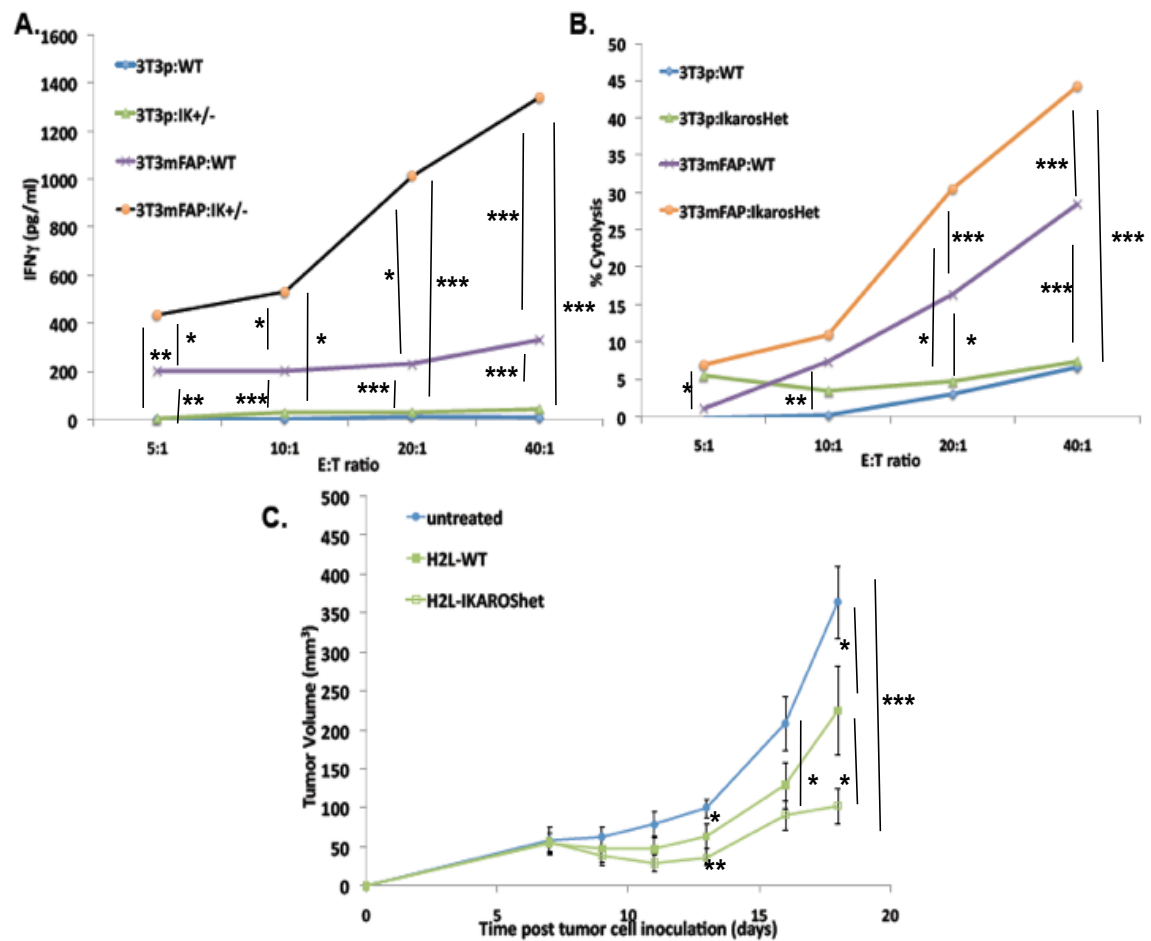 A.
1600
1400
1200
1000
800
600
400
200
0
IFNγ (pg/ml)
3T3p:WT
3T3p:IK+/-
3T3mFAP:WT
3T3mFAP:IK+/-
** * ** * *** * * *** *** *** *** ***
5:1 10:1 20:1 40:1
E:T ratio
B.
50
45
40
35
30
25
20
15
10
5
0
% Cytolysis
3T3p:WT
3T3p:IkarosHet
3T3mFAP:WT
3T3mFAP:IkarosHet
* ** * *** * *** *** ***
5:1 10:1 20:1 40:1
E:T ratio
C.
500
450
400
350
300
250
200
150
100
50
0
Tumor Volume (mm³)
untreated
H2L-WT
H2L-IKAROShet
* ** * * * ***
0 5 10 15 20
Time post tumor cell inoculation (days)